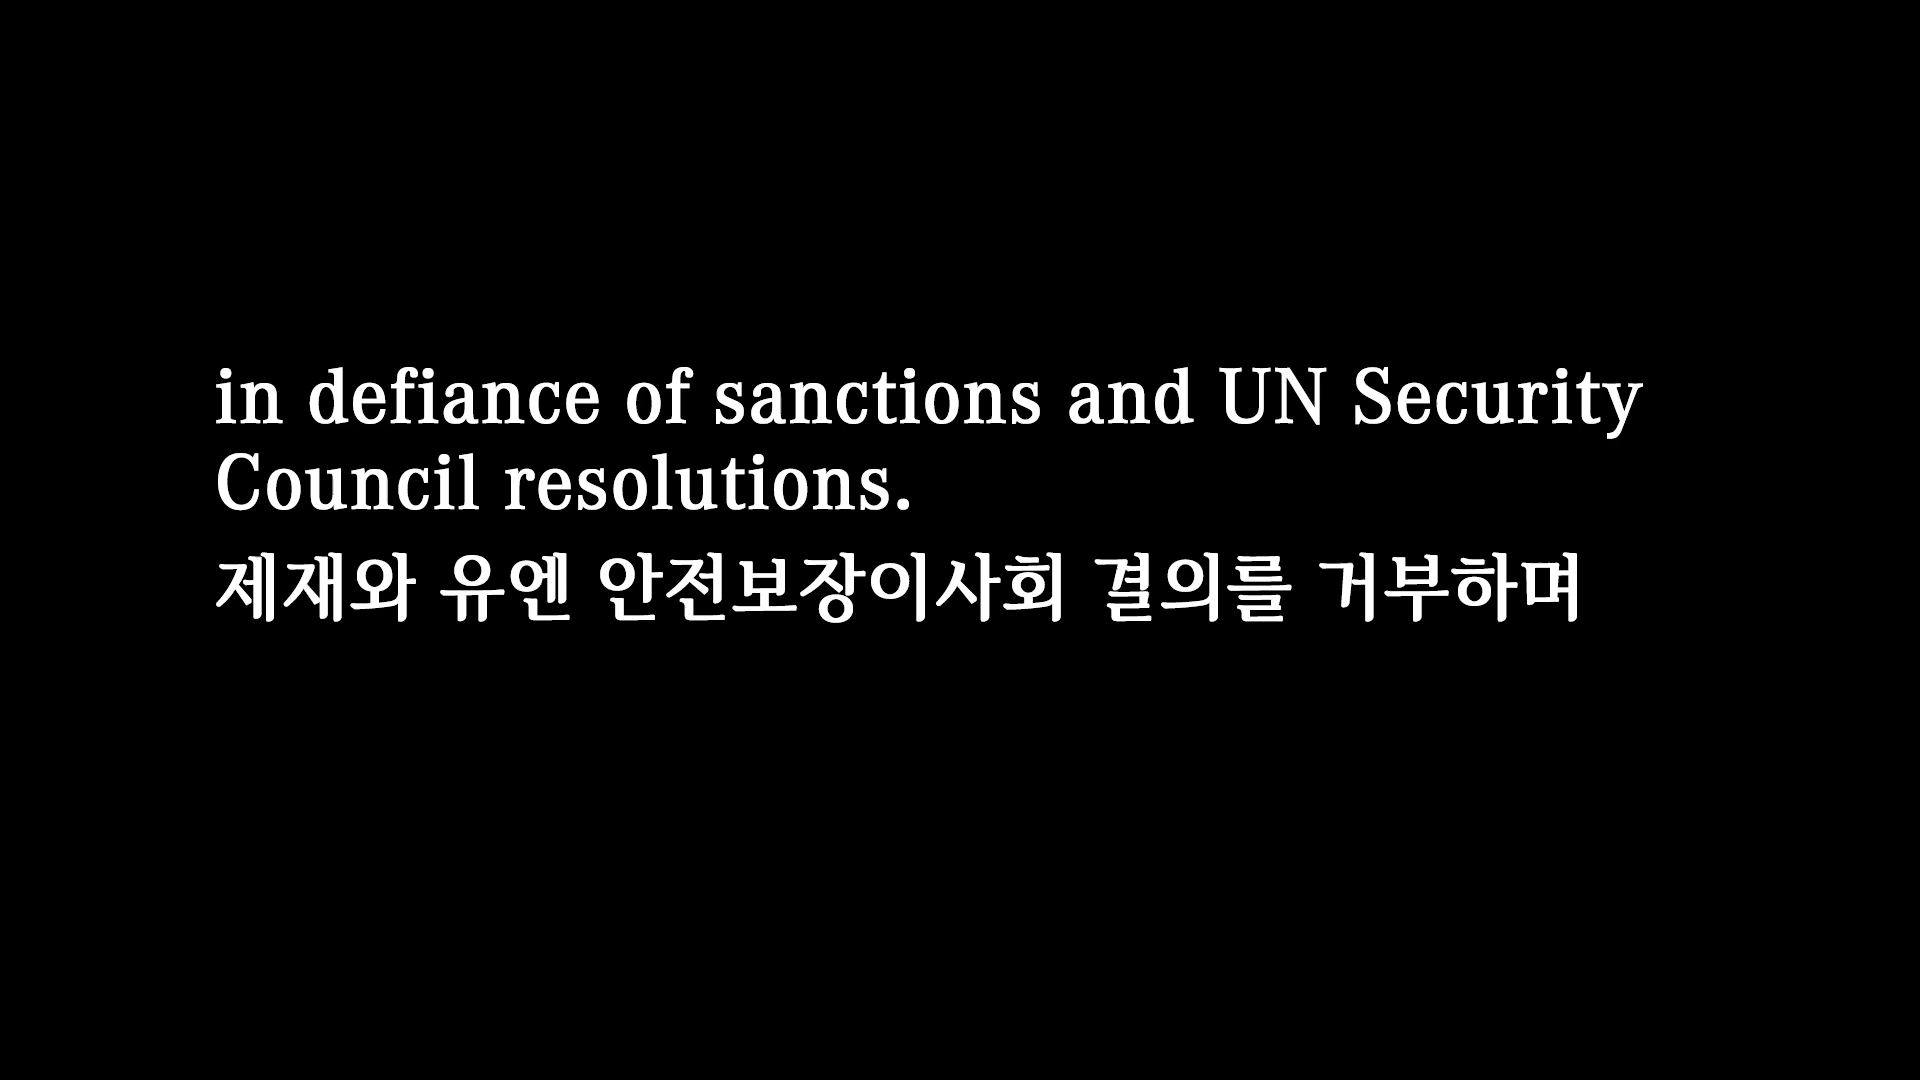 in defiance of sanctions and UN Security
Council resolutions.
제재와 유엔 안전보장이사회 결의를 거부하며